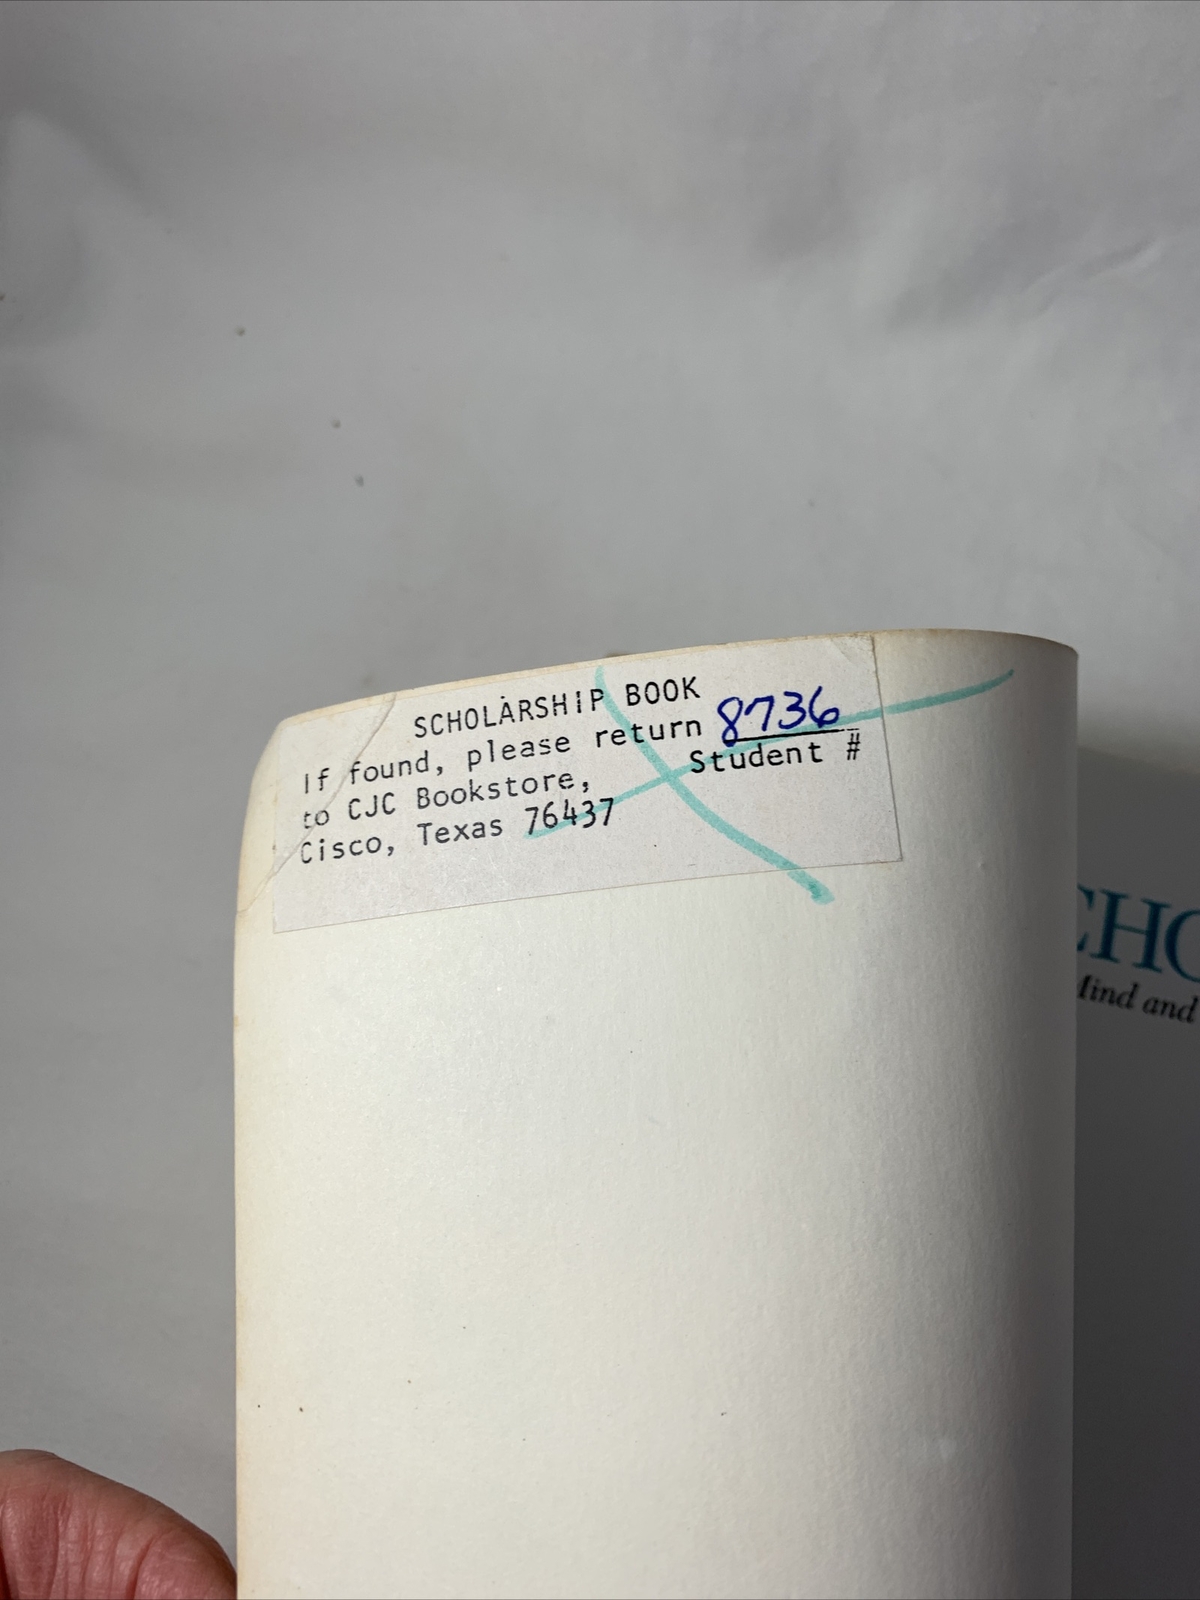 SCHOLARSHIP BOOK
If found, please return 8736
to CJC Bookstore, Student #
Cisco, Texas 76437
CHO
Mind and